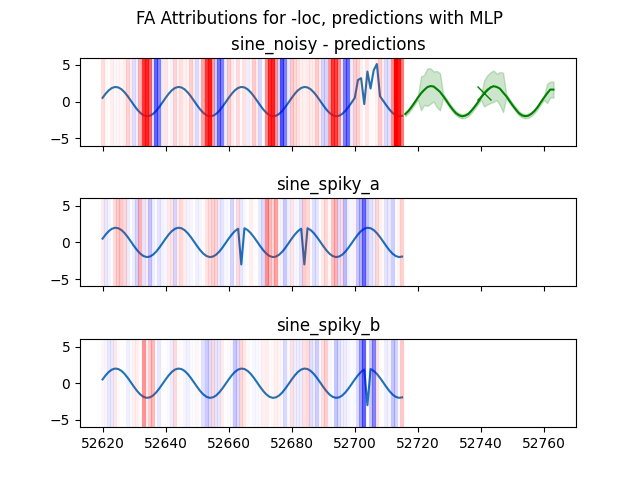 FA Attributions for -loc, predictions with MLP
sine_noisy - predictions
5
0
−5
sine_spiky_a
5
0
−5
sine_spiky_b
5
0
−5
52620 52640 52660 52680 52700 52720 52740 52760